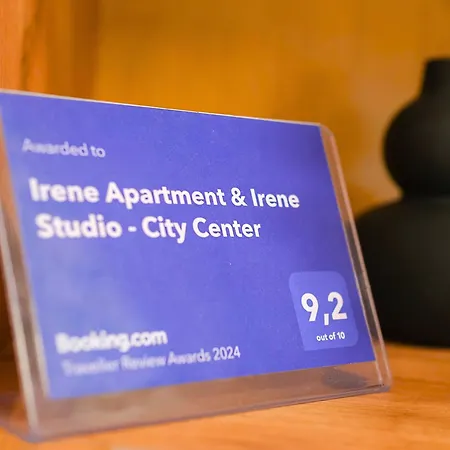 Awarded to
Irene Apartment & Irene
Studio - City Center
9,2
out of 10
Booking.com
Traveller Review Awards 2024